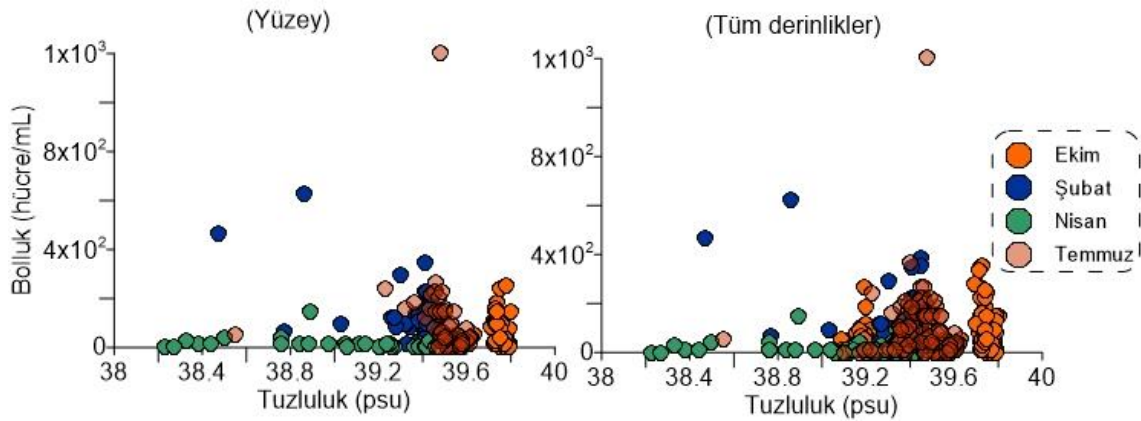 (Yüzey)
1x10³
8x10²
4x10²
0
Bolluk (hücre/mL)
38 38.4 38.8 39.2 39.6 40
Tuzluluk (psu)
(Tüm derinlikler)
1x10³
8x10²
4x10²
0
38 38.4 38.8 39.2 39.6 40
Tuzluluk (psu)
Ekim
Şubat
Nisan
Temmuz